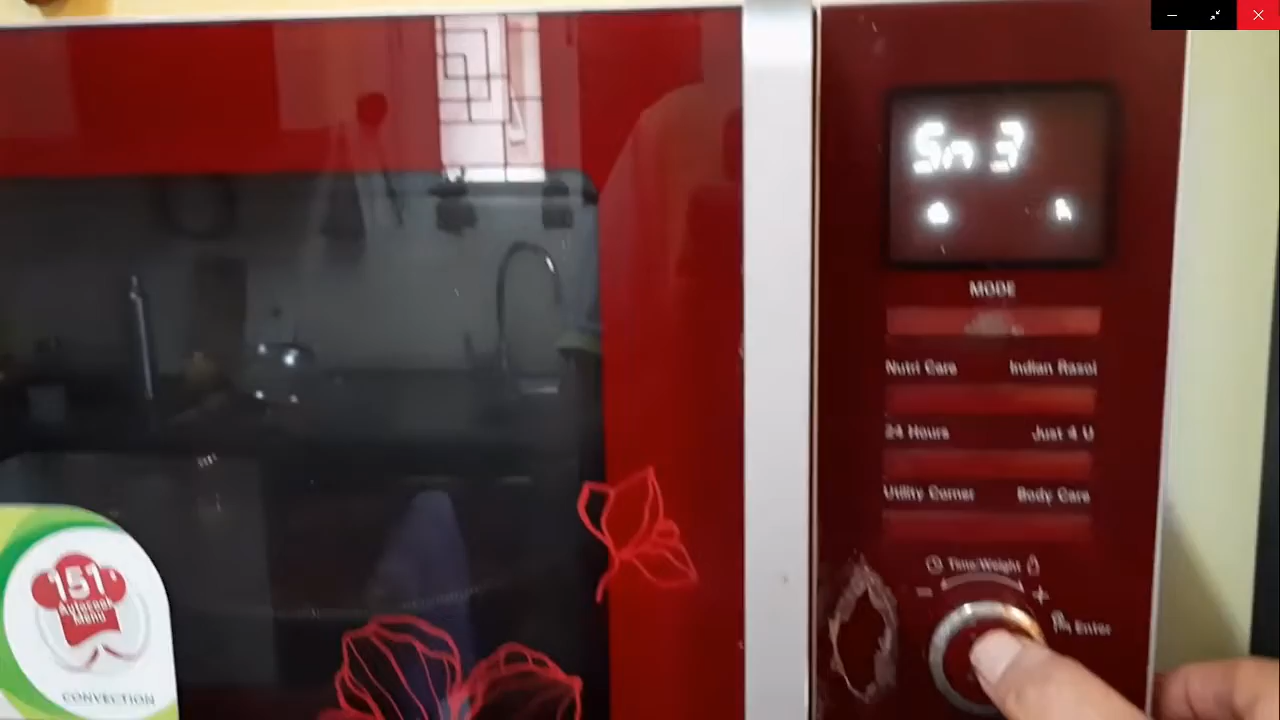 Sn 3
MODE
Nutri Care Indian Rasoi
24 Hours Just 4 U
Utility Corner Body Care
Time/Weight
− +
Enter
151
Autocook
Menu
CONVECTION